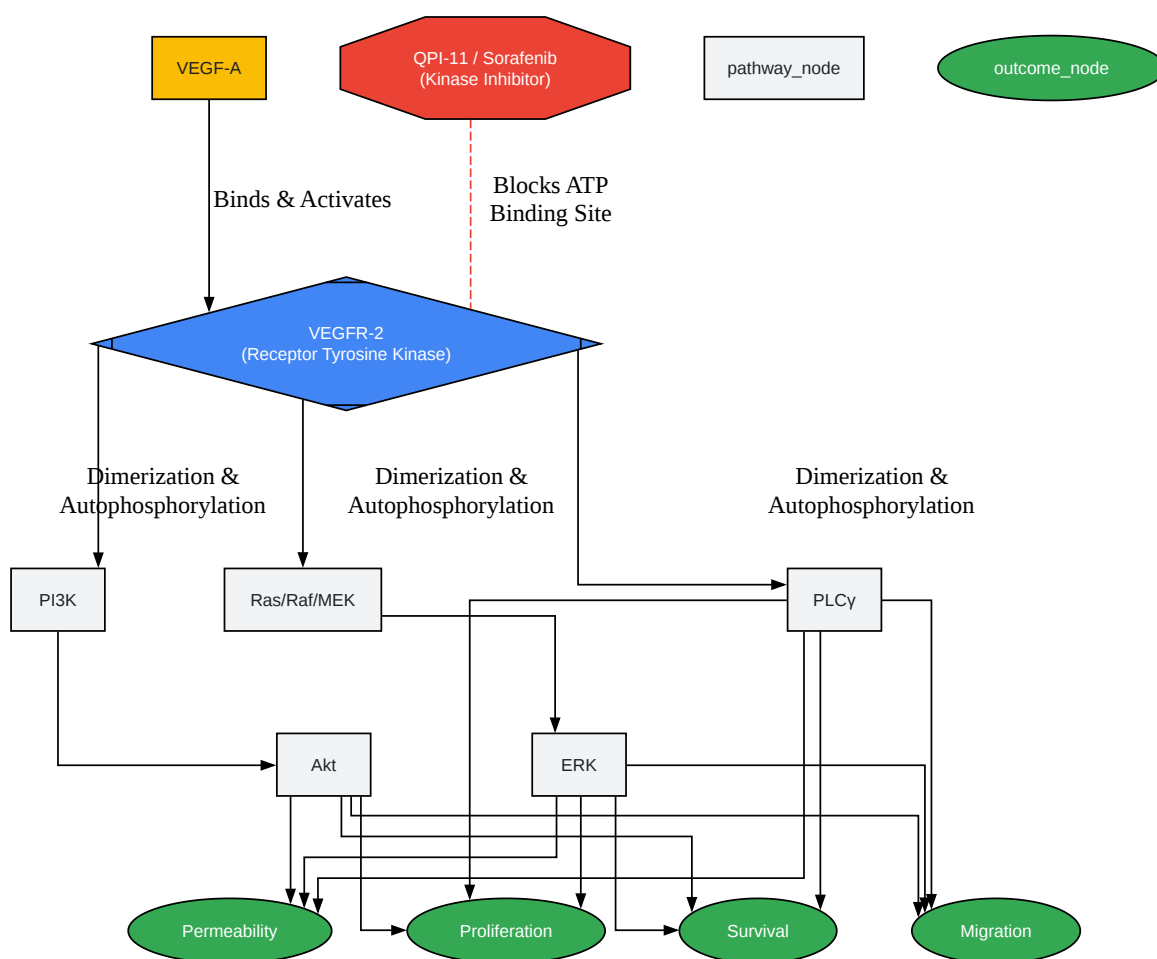 VEGF-A
QPI-11 / Sorafenib
(Kinase Inhibitor)
pathway_node
outcome_node
Binds & Activates
Blocks ATP
Binding Site
VEGFR-2
(Receptor Tyrosine Kinase)
Dimerization &
Autophosphorylation
Dimerization &
Autophosphorylation
Dimerization &
Autophosphorylation
PI3K
Ras/Raf/MEK
PLCγ
Akt
ERK
Permeability
Proliferation
Survival
Migration